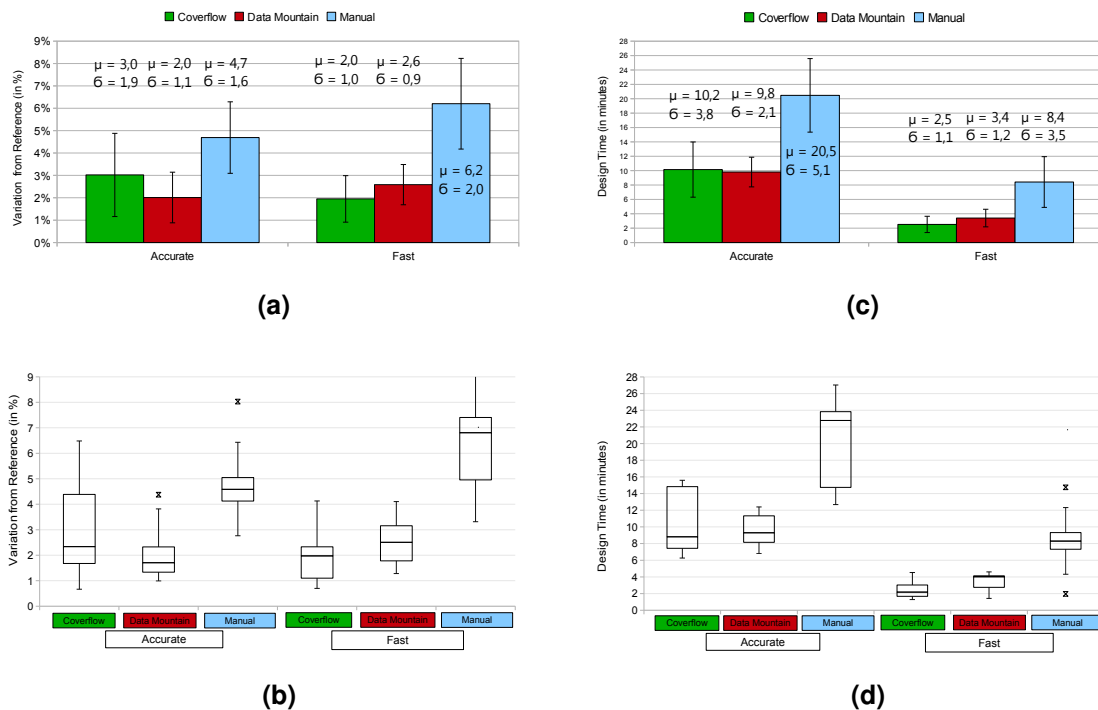 Coverflow Data Mountain Manual
Variation from Reference (in %)
9%
8%
7%
6%
5%
4%
3%
2%
1%
0%
μ = 3,0 μ = 2,0 μ = 4,7
б = 1,9 б = 1,1 б = 1,6
μ = 2,0 μ = 2,6
б = 1,0 б = 0,9
μ = 6,2
б = 2,0
Accurate Fast
(a)
Coverflow Data Mountain Manual
Design Time (in minutes)
28
26
24
22
20
18
16
14
12
10
8
6
4
2
0
μ = 10,2 μ = 9,8
б = 3,8 б = 2,1
μ = 20,5
б = 5,1
μ = 2,5 μ = 3,4 μ = 8,4
б = 1,1 б = 1,2 б = 3,5
Accurate Fast
(c)
Variation from Reference (in %)
9
8
7
6
5
4
3
2
1
0
Coverflow Data Mountain Manual Coverflow Data Mountain Manual
Accurate Fast
(b)
Design Time (in minutes)
28
26
24
22
20
18
16
14
12
10
8
6
4
2
0
Coverflow Data Mountain Manual Coverflow Data Mountain Manual
Accurate Fast
(d)